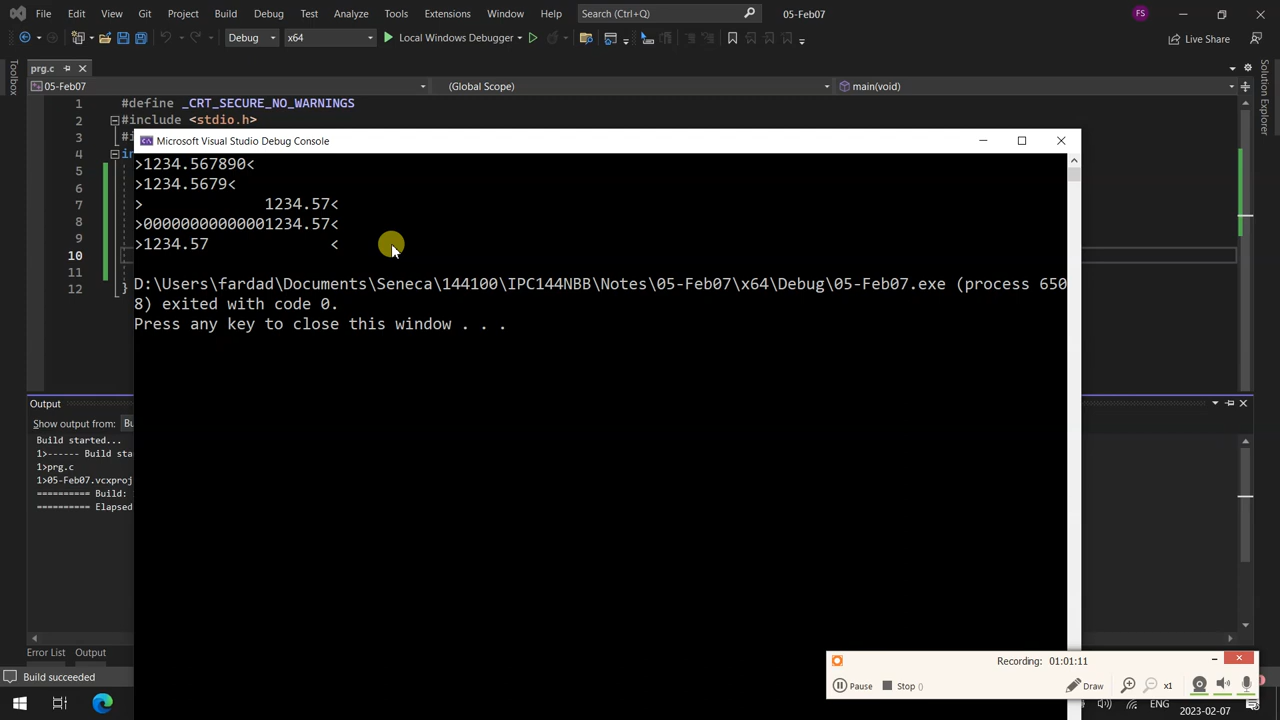 File Edit View Git Project Build Debug Test Analyze Tools Extensions Window Help Search (Ctrl+Q) 05-Feb07 FS
Debug x64 Local Windows Debugger Live Share
prg.c
Toolbox
Solution Explorer
05-Feb07 (Global Scope) main(void)
1 #define _CRT_SECURE_NO_WARNINGS
2 #include <stdio.h>
3 #i
4 in
5
6
7
8
9
10
11
12 }
Microsoft Visual Studio Debug Console
>1234.567890<
>1234.5679<
>             1234.57<
>0000000000001234.57<
>1234.57             <
D:\Users\fardad\Documents\Seneca\144100\IPC144NBB\Notes\05-Feb07\x64\Debug\05-Feb07.exe (process 650
8) exited with code 0.
Press any key to close this window . . .
Output
Show output from: Bu
Build started...
1>------ Build sta
1>prg.c
1>05-Feb07.vcxproj
========== Build:
========== Elapsed
Error List Output
Build succeeded
Recording: 01:01:11
Pause Stop () Draw x1
ENG 2023-02-07